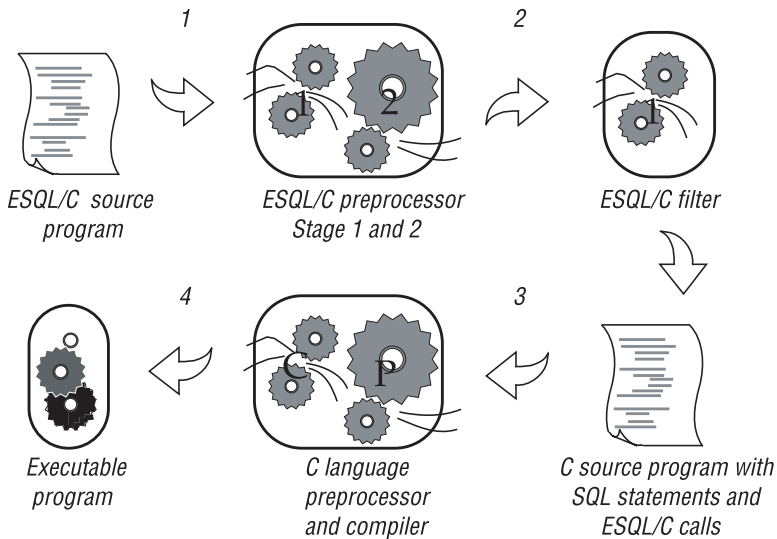 1
2
1
2
1
ESQL/C source
program
ESQL/C preprocessor
Stage 1 and 2
ESQL/C filter
4
3
C
P
Executable
program
C language
preprocessor
and compiler
C source program with
SQL statements and
ESQL/C calls